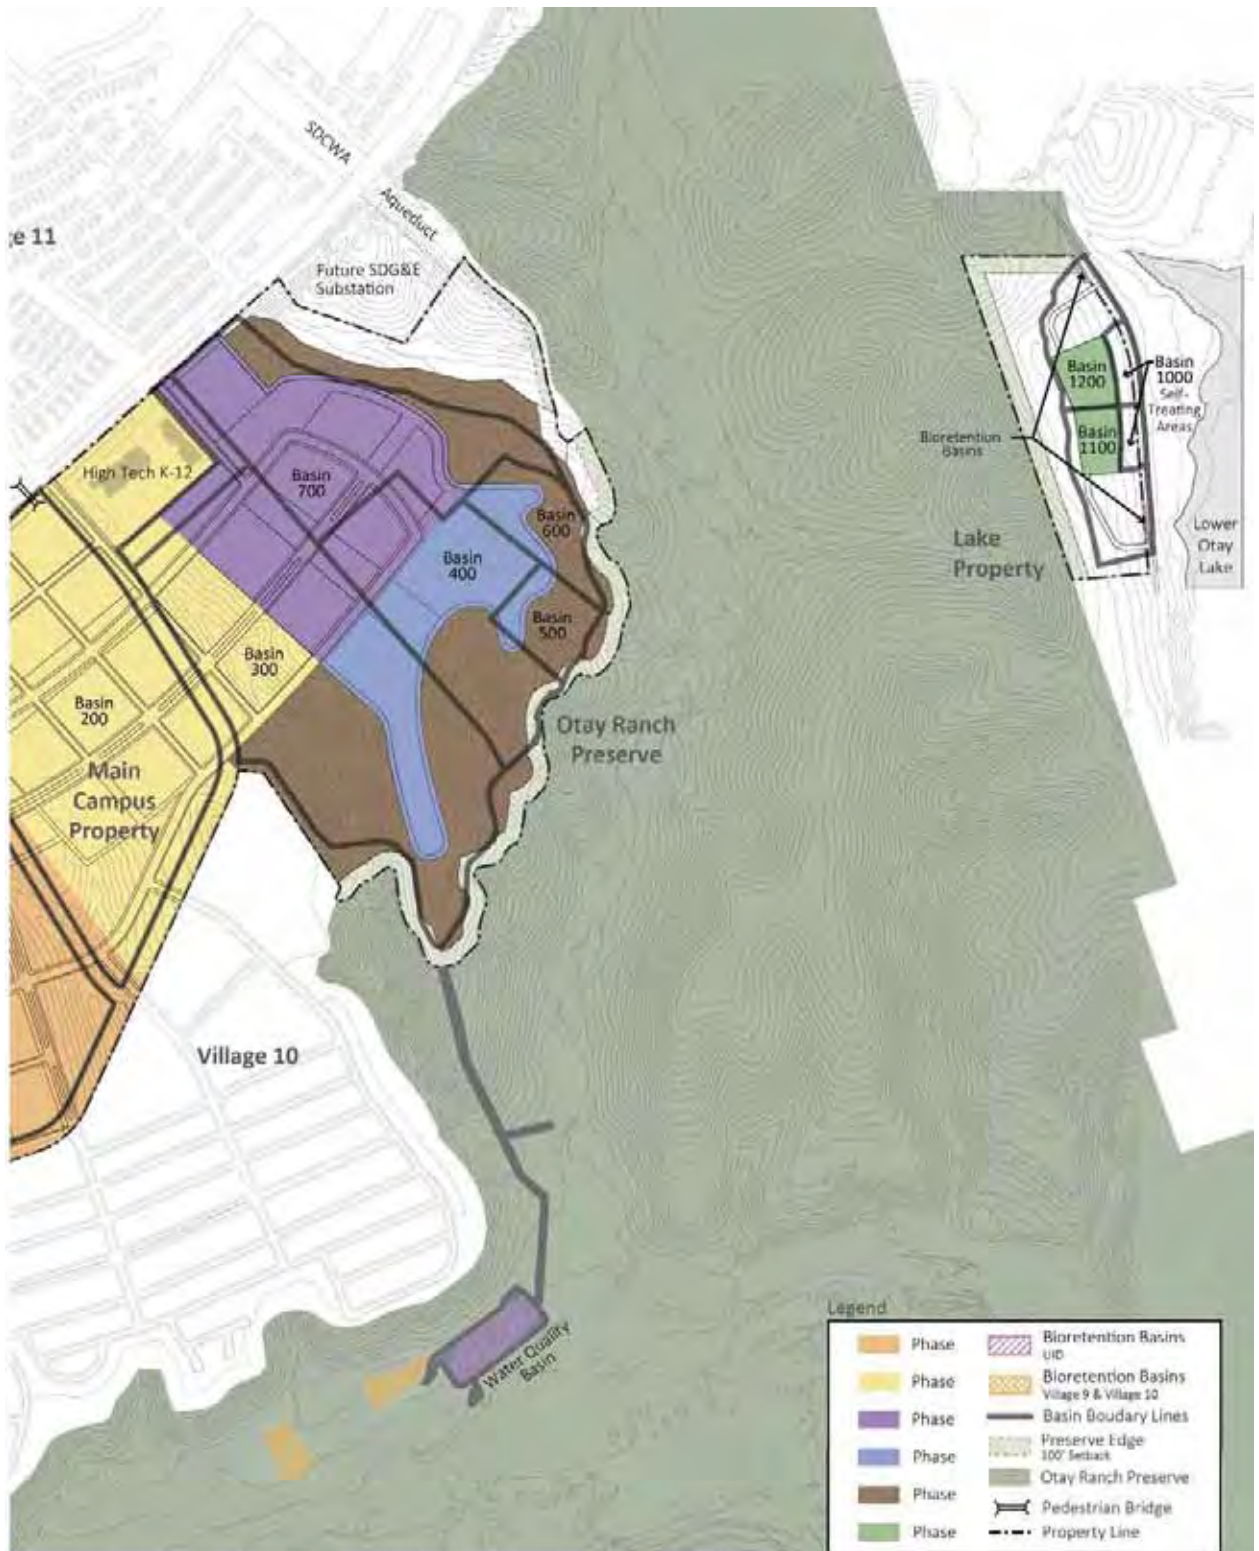 SDCWA
Aqueduct
ge 11
Future SDG&E
Substation
High Tech K-12
Basin
700
Basin
600
Basin
400
Basin
500
Basin
300
Basin
200
Main
Campus
Property
Otay Ranch
Preserve
Village 10
Basin
1200
Basin
1000
Self-
Treating
Areas
Basin
1100
Bioretention
Basins
Lake
Property
Lower
Otay
Lake
Water Quality
Basin
Legend
Phase
Phase
Phase
Phase
Phase
Phase
Bioretention Basins
UID
Bioretention Basins
Village 9 & Village 10
Basin Boudary Lines
Preserve Edge
100' Setback
Otay Ranch Preserve
Pedestrian Bridge
Property Line